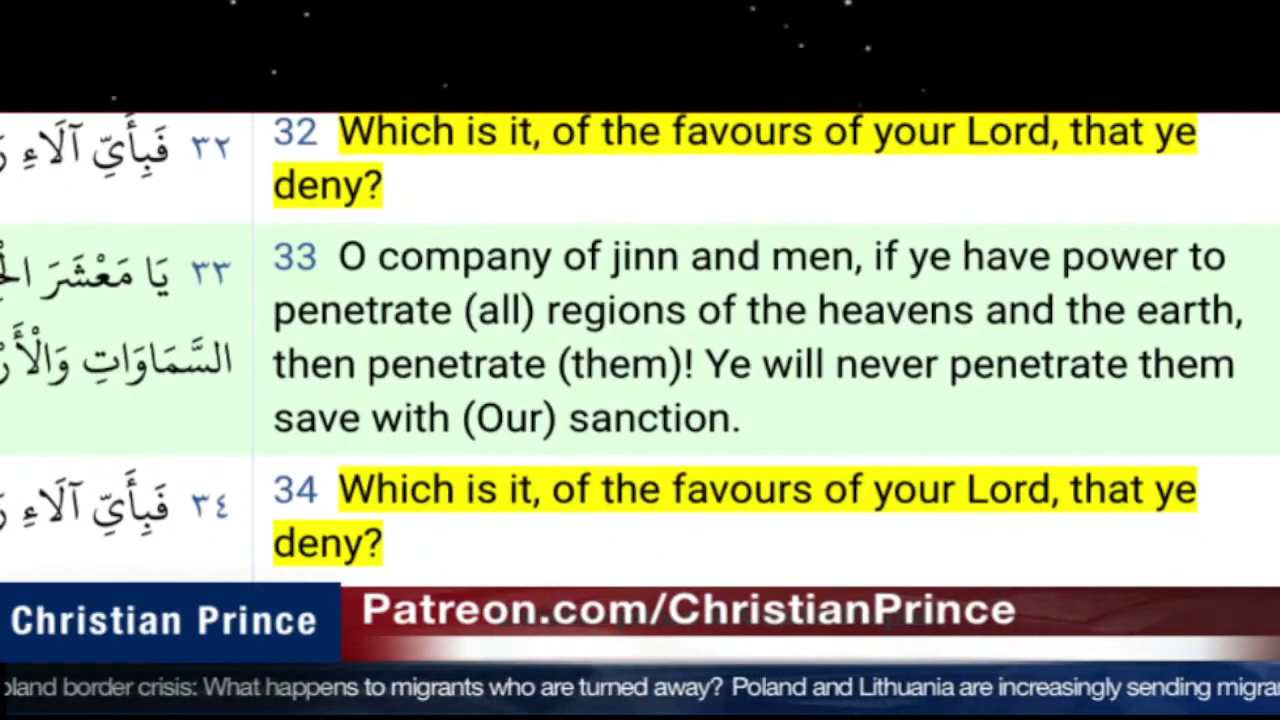 فَبِأَيِّ آلَاءِ ٣٢
32 Which is it, of the favours of your Lord, that ye
deny?
يَا مَعْشَرَ ٣٣
السَّمَاوَاتِ
33 O company of jinn and men, if ye have power to
penetrate (all) regions of the heavens and the earth,
then penetrate (them)! Ye will never penetrate them
save with (Our) sanction.
فَبِأَيِّ آلَاءِ ٣٤
34 Which is it, of the favours of your Lord, that ye
deny?
Christian Prince
Patreon.com/ChristianPrince
border crisis: What happens to migrants who are turned away? Poland and Lithuania are increasingly sending